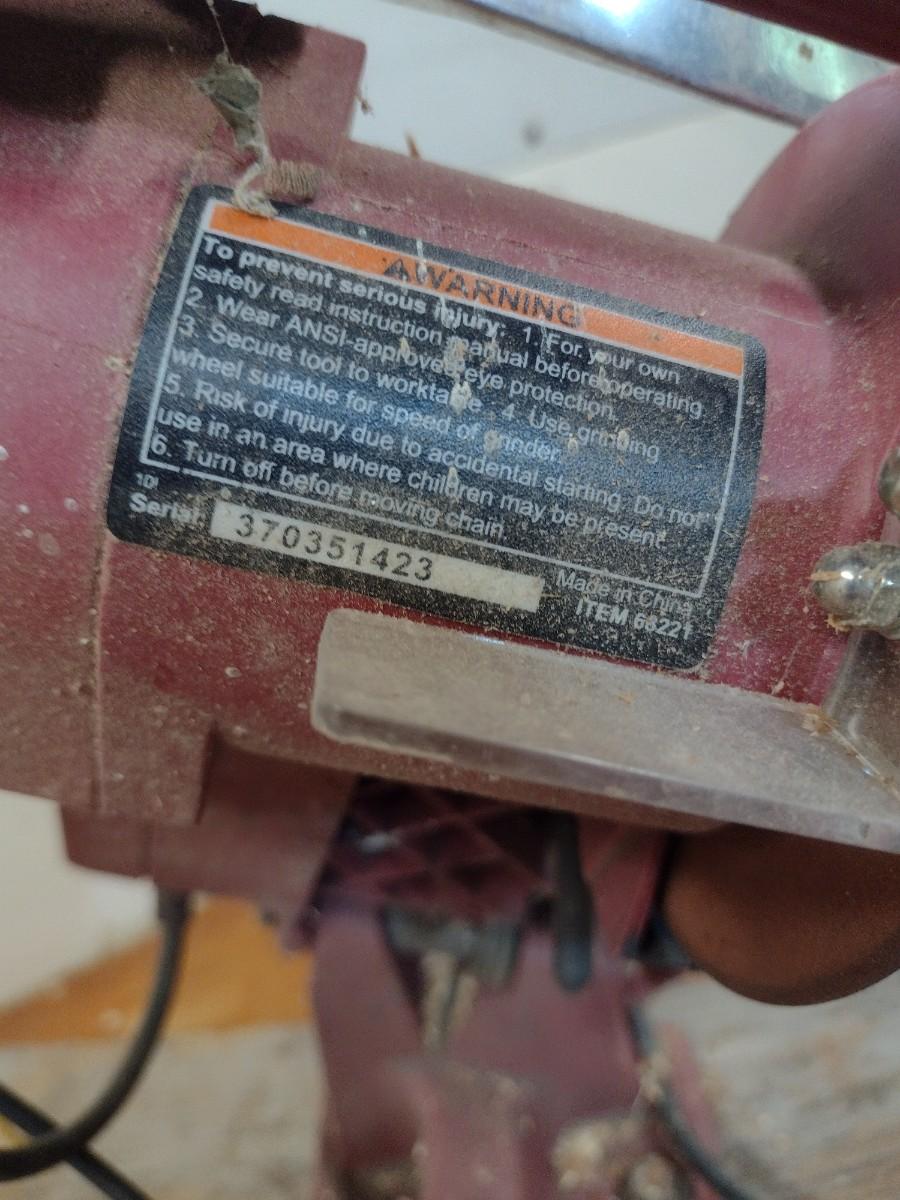 WARNING
To prevent serious injury: 1. For your own
safety read instruction manual before operating.
2. Wear ANSI-approved eye protection.
3. Secure tool to worktable. 4. Use grinding
wheel suitable for speed of grinder.
5. Risk of injury due to accidental starting. Do not
use in an area where children may be present.
6. Turn off before moving chain.
10l
Serial 370351423
Made in China
ITEM 68221